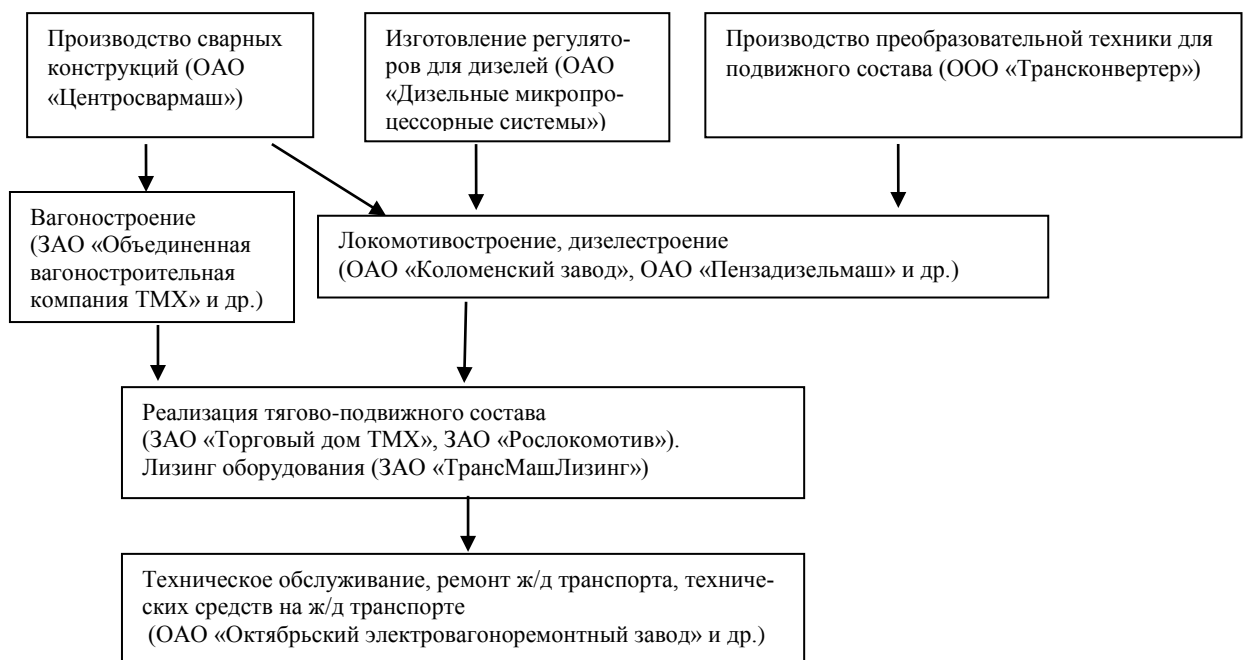 Производство сварных
конструкций (ОАО
«Центросвармаш»)
Изготовление регулято-
ров для дизелей (ОАО
«Дизельные микропро-
цессорные системы»)
Производство преобразовательной техники для
подвижного состава (ООО «Трансконвертер»)
Вагоностроение
(ЗАО «Объединенная
вагоностроительная
компания ТМХ» и др.)
Локомотивостроение, дизелестроение
(ОАО «Коломенский завод», ОАО «Пензадизельмаш» и др.)
Реализация тягово-подвижного состава
(ЗАО «Торговый дом ТМХ», ЗАО «Рослокомотив»).
Лизинг оборудования (ЗАО «ТрансМашЛизинг»)
Техническое обслуживание, ремонт ж/д транспорта, техниче-
ских средств на ж/д транспорте
(ОАО «Октябрьский электровагоноремонтный завод» и др.)